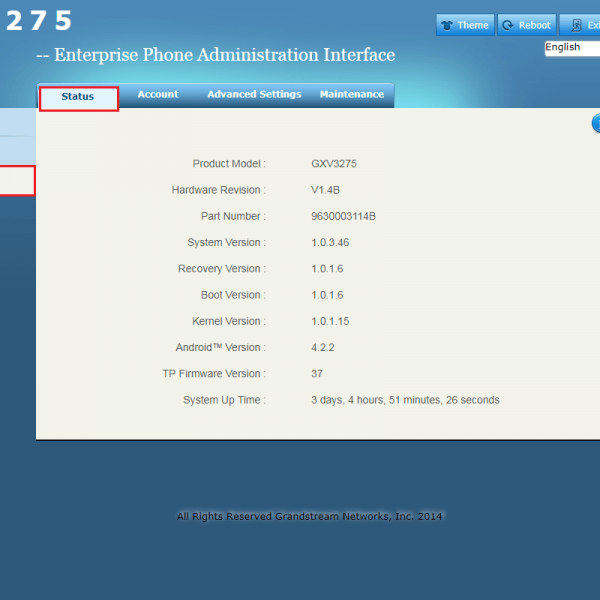 275
Theme Reboot
-- Enterprise Phone Administration Interface
English
Status Account Advanced Settings Maintenance
Product Model : GXV3275
Hardware Revision : V1.4B
Part Number : 9630003114B
System Version : 1.0.3.46
Recovery Version : 1.0.1.6
Boot Version : 1.0.1.6
Kernel Version : 1.0.1.15
Android™ Version : 4.2.2
TP Firmware Version : 37
System Up Time : 3 days, 4 hours, 51 minutes, 26 seconds
All Rights Reserved Grandstream Networks, Inc. 2014